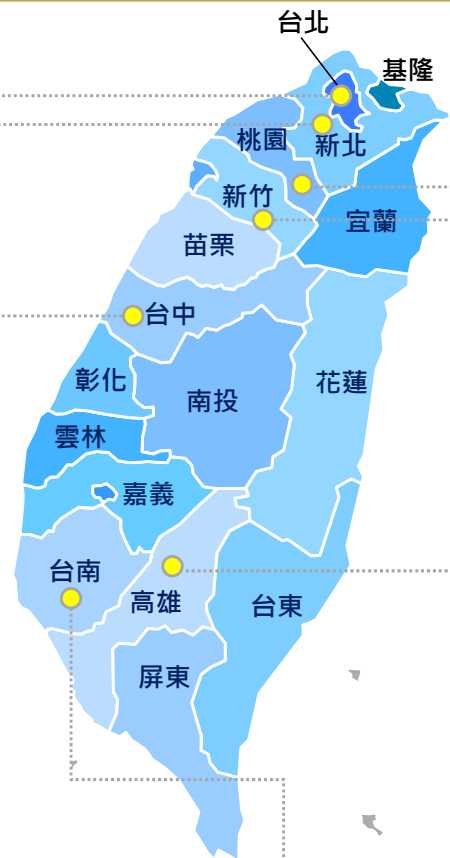 台北
基隆
桃園
新北
新竹
宜蘭
苗栗
台中
彰化
花蓮
南投
雲林
嘉義
台南
高雄
台東
屏東